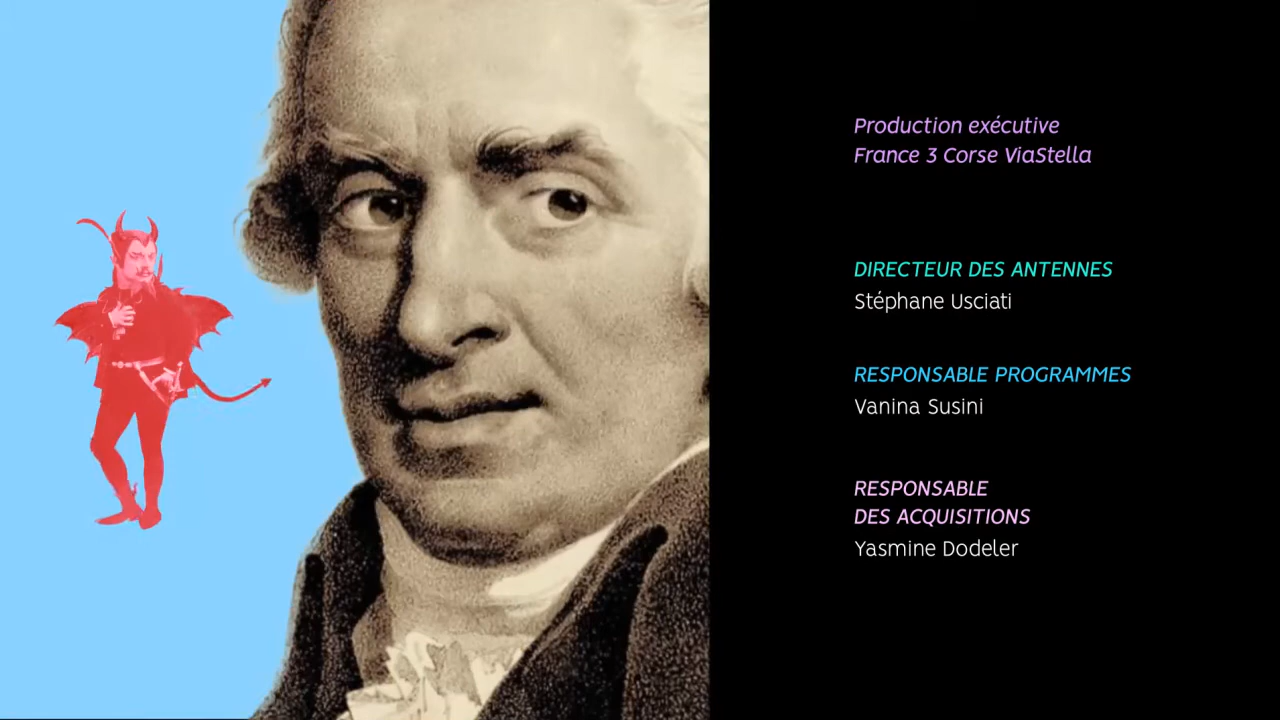 Production exécutive
France 3 Corse ViaStella
DIRECTEUR DES ANTENNES
Stéphane Usciati
RESPONSABLE PROGRAMMES
Vanina Susini
RESPONSABLE
DES ACQUISITIONS
Yasmine Dodeler